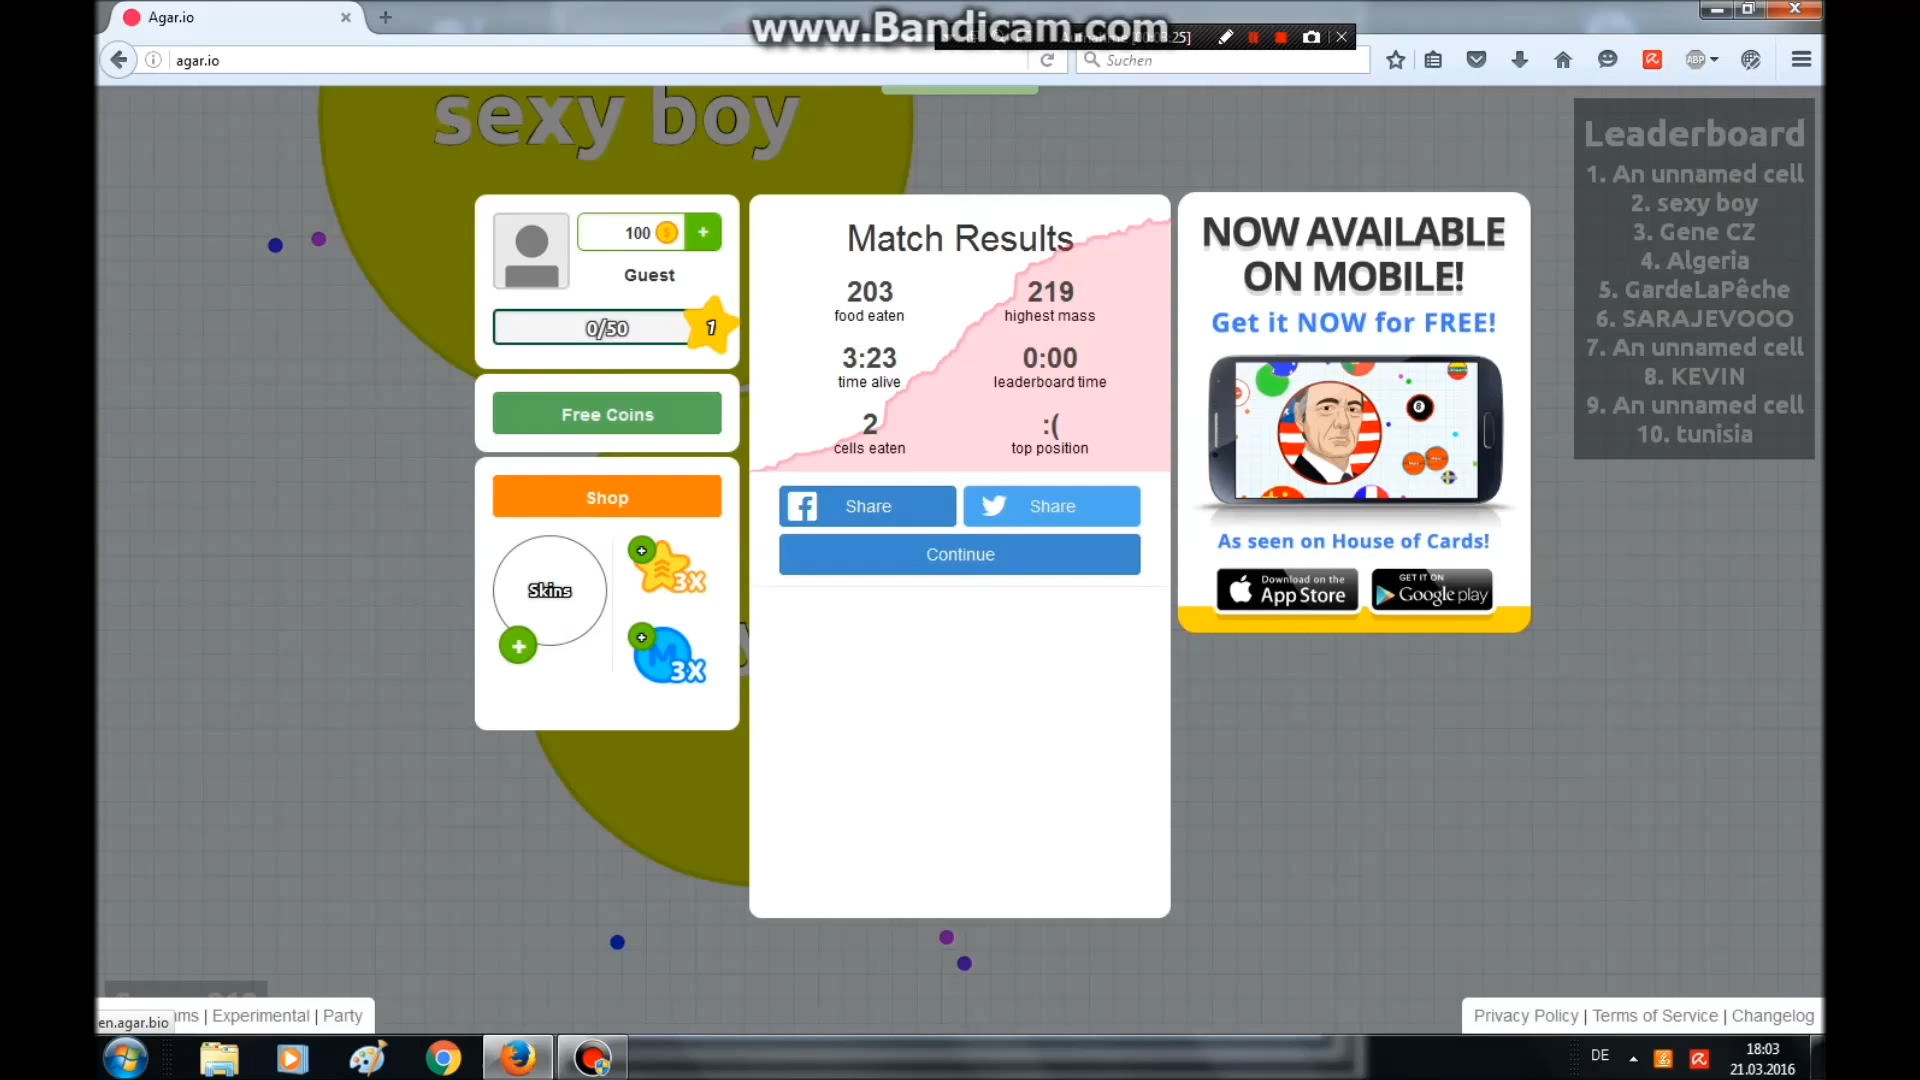 Agar.io
www.Bandicam.com
[00:03:25]
agar.io
Suchen
ABP
sexy boy
Leaderboard
1. An unnamed cell
2. sexy boy
3. Gene CZ
4. Algeria
5. GardeLaPêche
6. SARAJEVOOO
7. An unnamed cell
8. KEVIN
9. An unnamed cell
10. tunisia
100
Guest
0/50
1
Free Coins
Shop
Skins
3X
M
3X
Match Results
203
food eaten
219
highest mass
3:23
time alive
0:00
leaderboard time
2
cells eaten
:(
top position
Share
Share
Continue
NOW AVAILABLE
ON MOBILE!
Get it NOW for FREE!
8
As seen on House of Cards!
Download on the
App Store
GET IT ON
Google play
en.agar.bio
| Experimental | Party
Privacy Policy | Terms of Service | Changelog
DE
18:03
21.03.2016